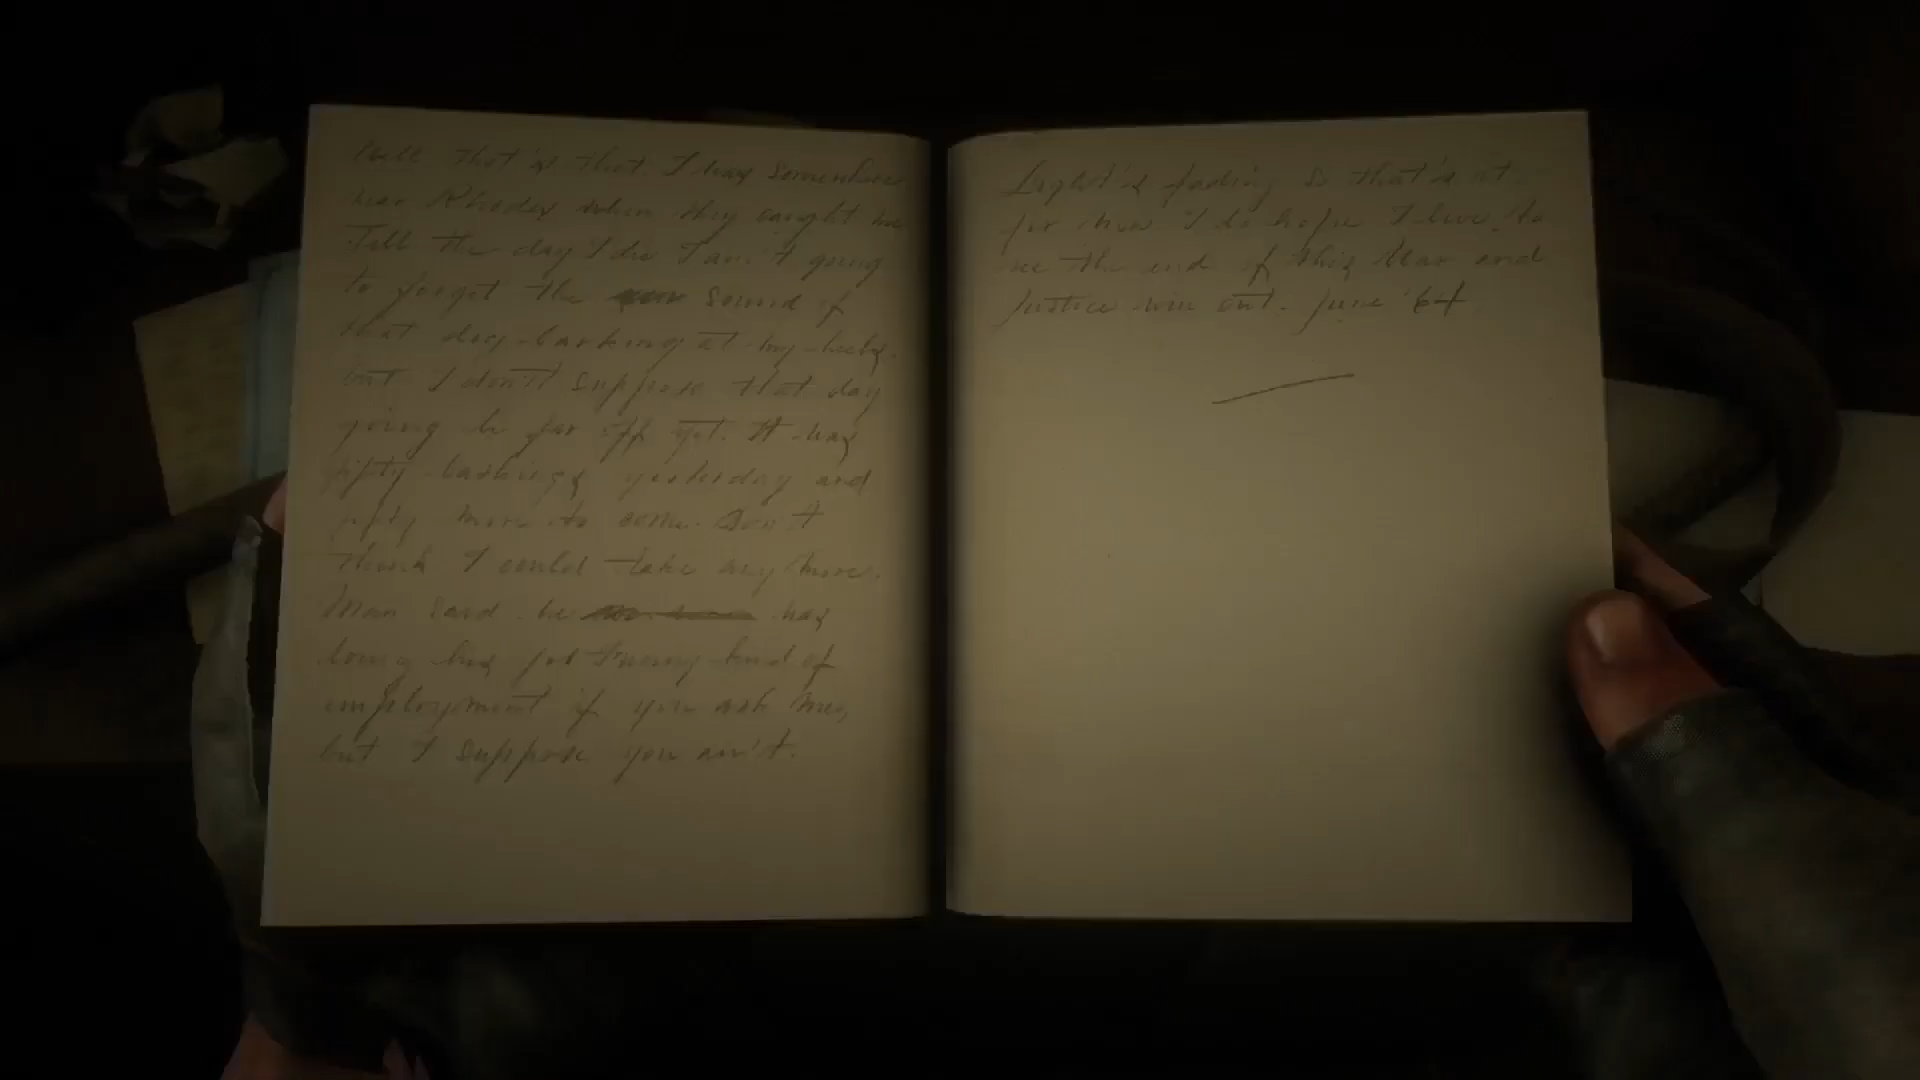 Well that is that. I was somewhere
near Rhodes when they caught me
Till the day I die I ain't going
to forget the sound of
that dog barking at my heels.
but I don't suppose that day
going be far off yet. It was
fifty lashings yesterday and
fifty more to come. Don't
think I could take any more.
Man said he was
doing his job. Funny kind of
employment if you ask me,
but I suppose you ain't.
Light is fading so that is it
for now. I do hope I live to
see the end of this War and
Justice win out. June '64